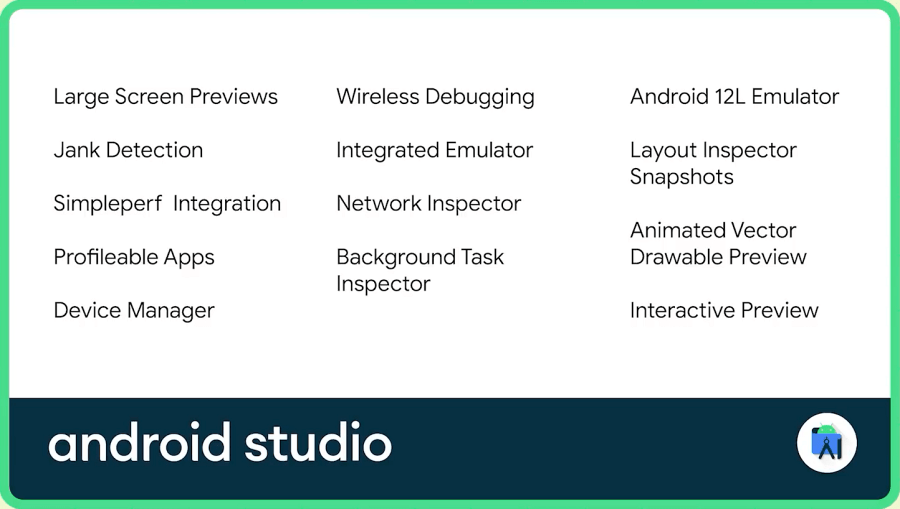 Large Screen Previews
Jank Detection
Simpleperf Integration
Profileable Apps
Device Manager
Wireless Debugging
Integrated Emulator
Network Inspector
Background Task
Inspector
Android 12L Emulator
Layout Inspector
Snapshots
Animated Vector
Drawable Preview
Interactive Preview
android studio